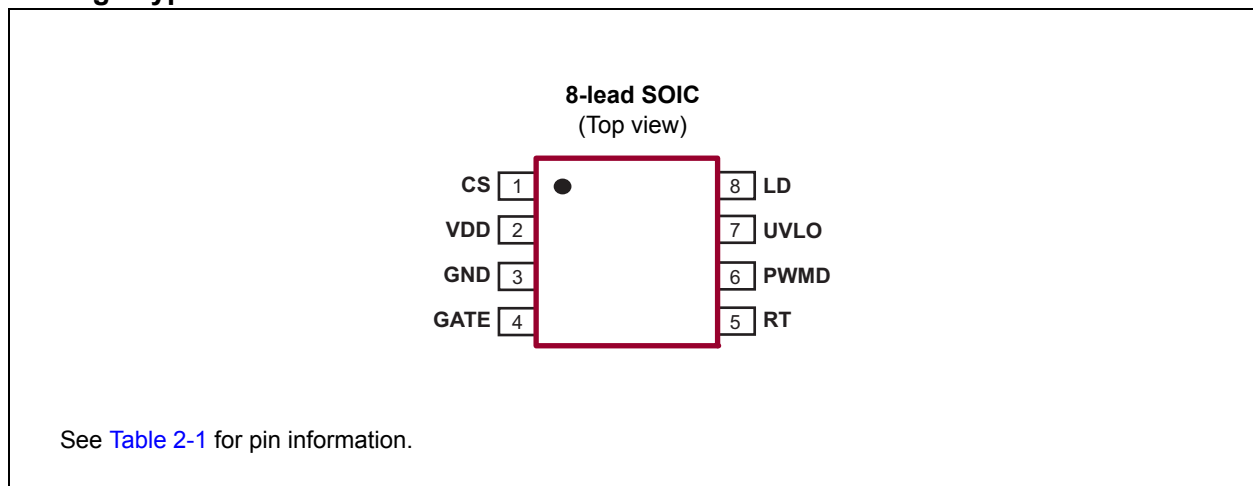 8-lead SOIC
(Top view)
CS 1 8 LD
VDD 2 7 UVLO
GND 3 6 PWMD
GATE 4 5 RT
See Table 2-1 for pin information.